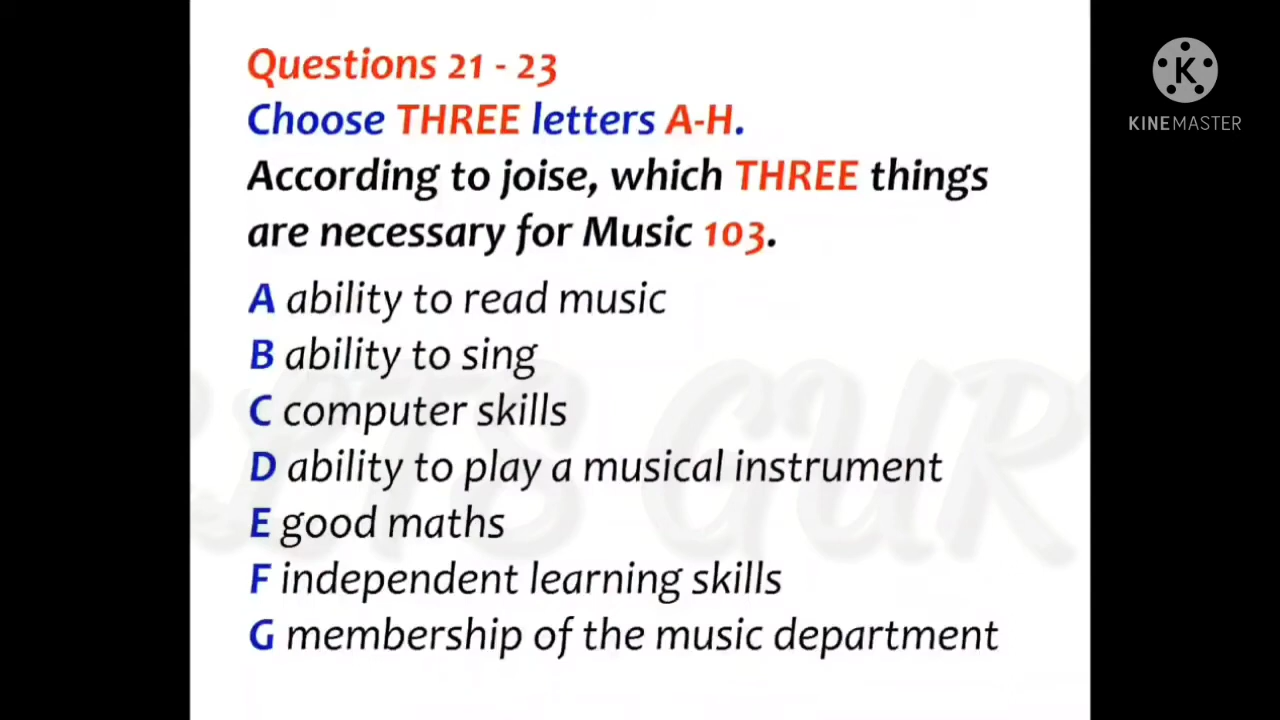 Questions 21 - 23
Choose THREE letters A-H.
According to joise, which THREE things
are necessary for Music 103.
A ability to read music
B ability to sing
C computer skills
D ability to play a musical instrument
E good maths
F independent learning skills
G membership of the music department
K
KINEMASTER